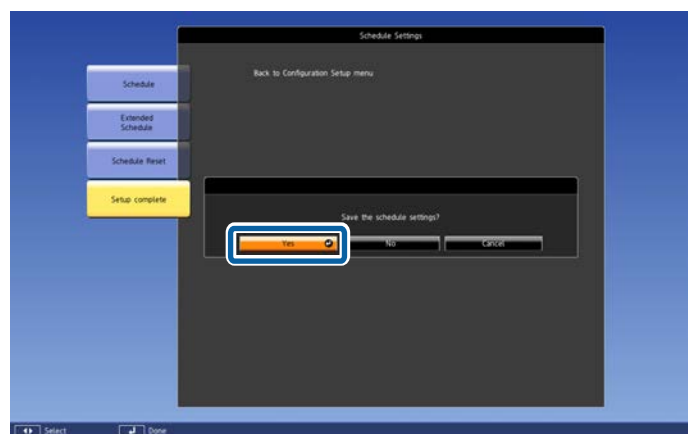 Schedule Settings
Back to Configuration Setup menu
Schedule
Extended
Schedule
Schedule Reset
Setup complete
Save the schedule settings?
Yes
No
Cancel
Select
Done